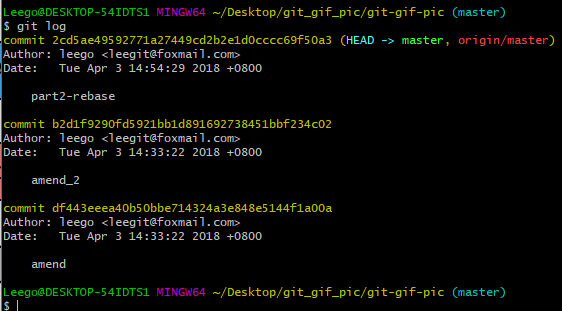 Leego@DESKTOP-54IDTS1 MINGW64 ~/Desktop/git_gif_pic/git-gif-pic (master)
$ git log
commit 2cd5ae49592771a27449cd2b2e1d0cccc69f50a3 (HEAD -> master, origin/master)
Author: leego <leegit@foxmail.com>
Date:   Tue Apr 3 14:54:29 2018 +0800
    part2-rebase
commit b2d1f9290fd5921bb1d891692738451bbf234c02
Author: leego <leegit@foxmail.com>
Date:   Tue Apr 3 14:33:22 2018 +0800
    amend_2
commit df443eeea40b50bbe714324a3e848e5144f1a00a
Author: leego <leegit@foxmail.com>
Date:   Tue Apr 3 14:33:22 2018 +0800
    amend
Leego@DESKTOP-54IDTS1 MINGW64 ~/Desktop/git_gif_pic/git-gif-pic (master)
$